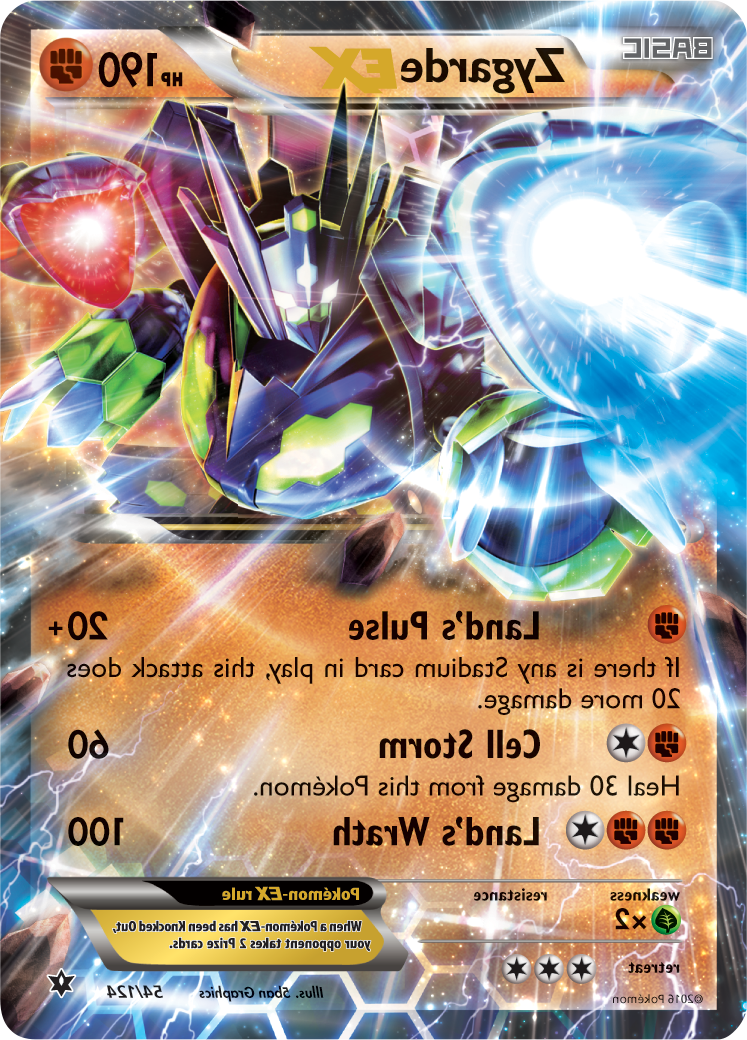 BASIC
Zygarde EX HP 190
Land's Pulse 20+
If there is any Stadium card in play, this attack does
20 more damage.
Cell Storm 60
Heal 30 damage from this Pokémon.
Land's Wrath 100
weakness resistance
×2
retreat
Pokémon-EX rule
When a Pokémon-EX has been Knocked Out,
your opponent takes 2 Prize cards.
©2016 Pokémon
Illus. 5ban Graphics 54/124